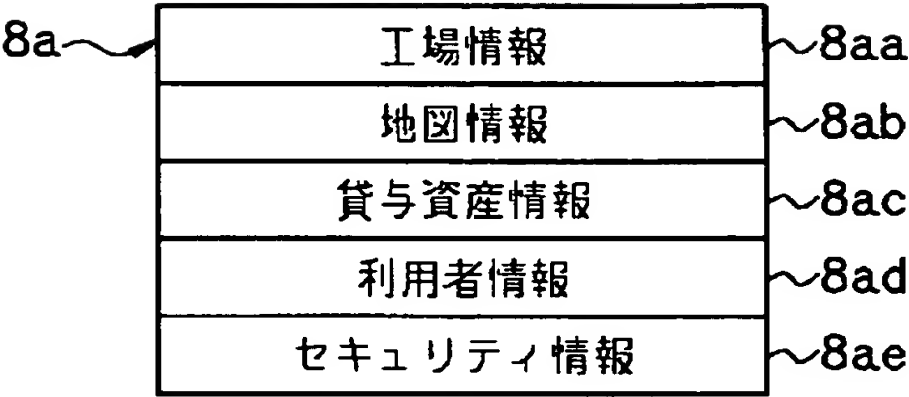 8a 工場情報 8aa
地図情報 8ab
貸与資産情報 8ac
利用者情報 8ad
セキュリティ情報 8ae